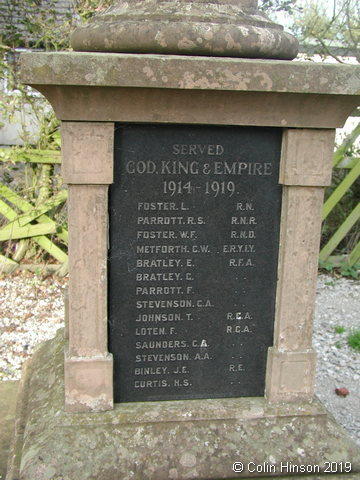 SERVED
GOD, KING & EMPIRE
1914-1919.
FOSTER. L. R.N.
PARROTT. R.S. R.N.R.
FOSTER. W.F. R.N.D.
METFORTH. G.W. E.R.Y.I.Y.
BRATLEY. E. R.F.A.
BRATLEY. G. " "
PARROTT. F. " "
STEVENSON. G.A. " "
JOHNSON. T. R.G.A.
LOTEN. F. R.G.A.
SAUNDERS. G.A. " "
STEVENSON. A.A. " "
BINLEY. J.E. R.E.
CURTIS. H.S. " "
©Colin Hinson 2019